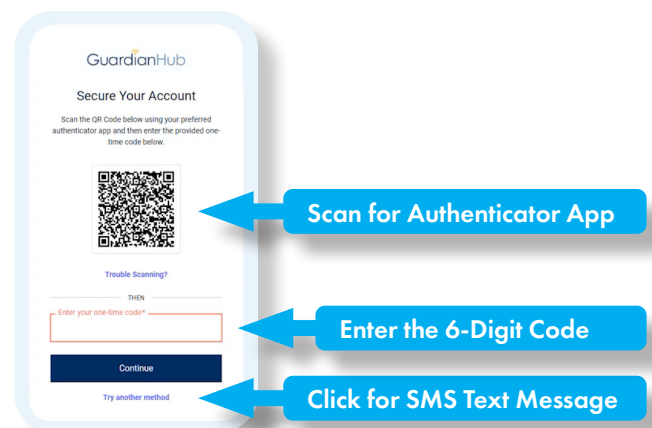 GuardianHub
Secure Your Account
Scan the QR Code below using your preferred
authenticator app and then enter the provided one-
time code below.
Scan for Authenticator App
Trouble Scanning?
THEN
Enter your one-time code*
Enter the 6-Digit Code
Continue
Try another method
Click for SMS Text Message